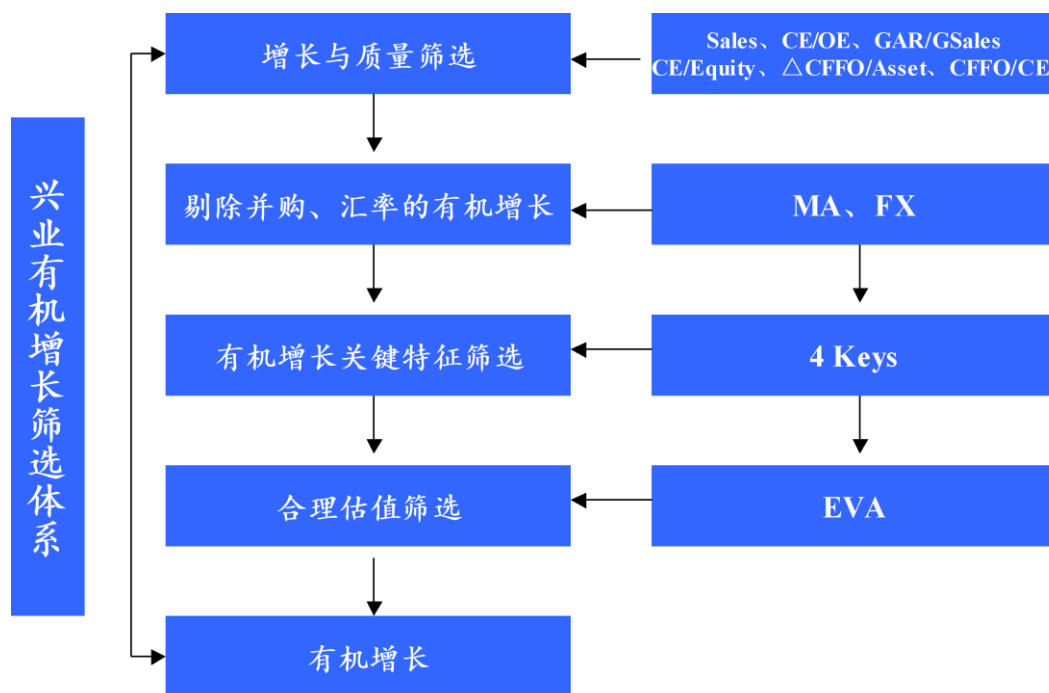 兴业有机增长筛选体系
增长与质量筛选
Sales、CE/OE、GAR/GSales
CE/Equity、△CFFO/Asset、CFFO/CE
剔除并购、汇率的有机增长
MA、FX
有机增长关键特征筛选
4 Keys
合理估值筛选
EVA
有机增长